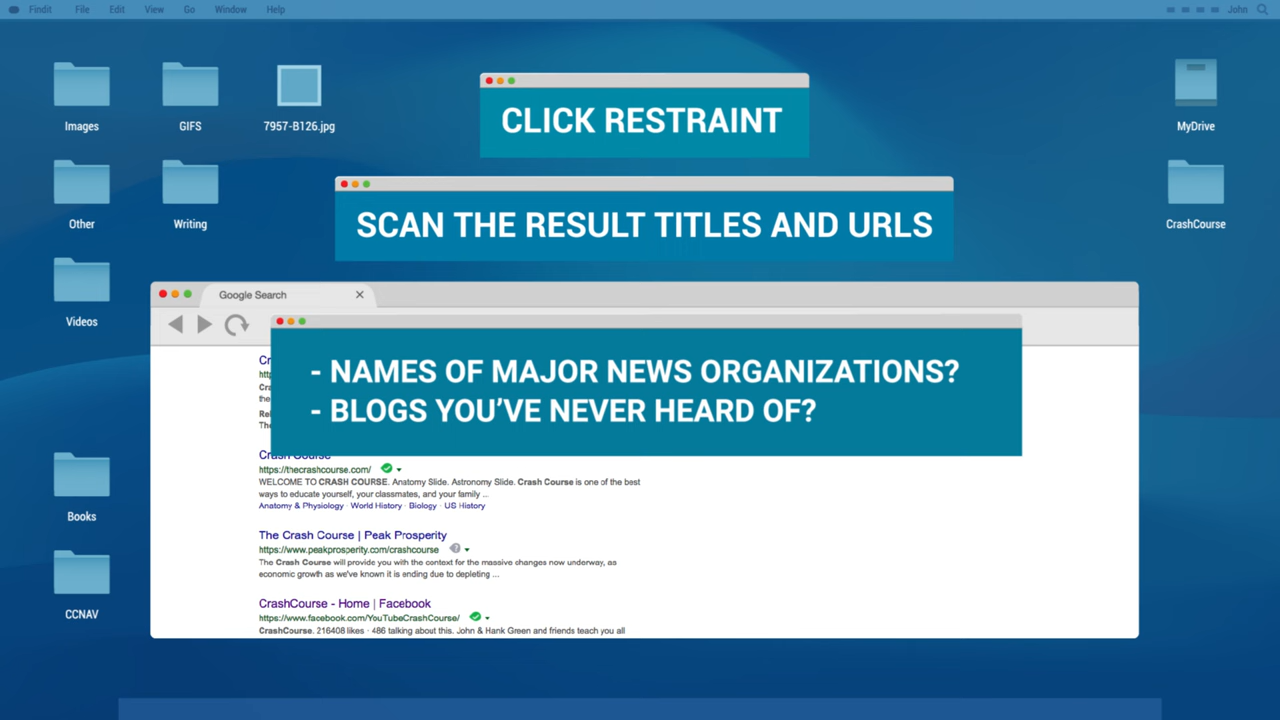 Findit File Edit View Go Window Help John
Images GIFS 7957-B126.jpg MyDrive
Other Writing CrashCourse
Videos
Books
CCNAV
CLICK RESTRAINT
SCAN THE RESULT TITLES AND URLS
Google Search
- NAMES OF MAJOR NEWS ORGANIZATIONS?
- BLOGS YOU'VE NEVER HEARD OF?
Crash Course
https://thecrashcourse.com/
WELCOME TO CRASH COURSE. Anatomy Slide. Astronomy Slide. Crash Course is one of the best
ways to educate yourself, your classmates, and your family ...
Anatomy & Physiology · World History · Biology · US History
The Crash Course | Peak Prosperity
https://www.peakprosperity.com/crashcourse
The Crash Course will provide you with the context for the massive changes now underway, as
economic growth as we've known it is ending due to depleting ...
CrashCourse - Home | Facebook
https://www.facebook.com/YouTubeCrashCourse/
CrashCourse. 216408 likes · 486 talking about this. John & Hank Green and friends teach you all